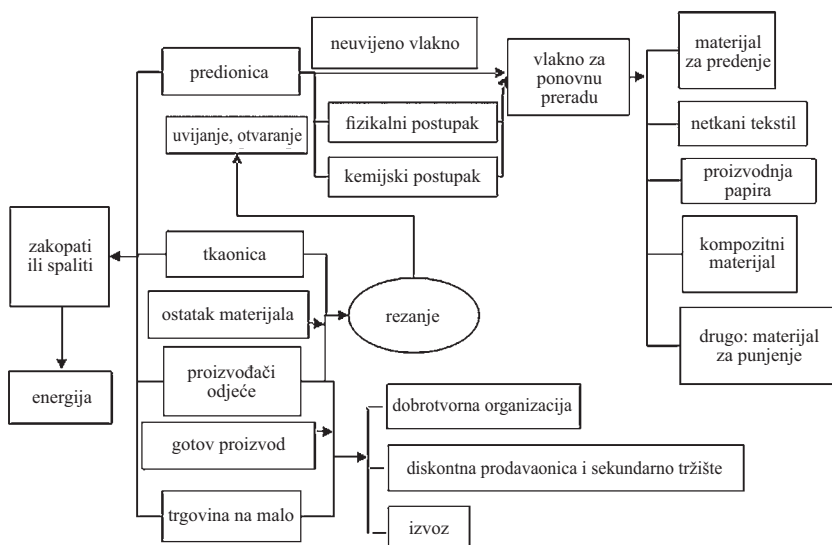 neuvijeno vlakno
predionica
vlakno za
ponovnu
preradu
materijal
za predenje
uvijanje, otvaranje
fizikalni postupak
netkani tekstil
kemijski postupak
proizvodnja
papira
zakopati
ili spaliti
tkaonica
kompozitni
materijal
ostatak materijala
rezanje
drugo: materijal
za punjenje
energija
proizvođači
odjeće
dobrotvorna organizacija
gotov proizvod
diskontna prodavaonica i sekundarno tržište
trgovina na malo
izvoz